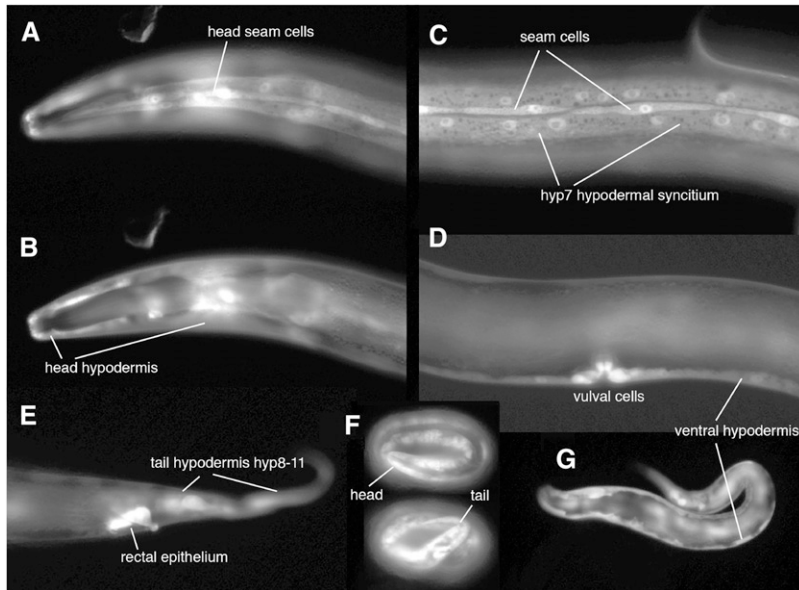 A
head seam cells
C
seam cells
hyp7 hypodermal syncitium
B
head hypodermis
D
vulval cells
ventral hypodermis
E
tail hypodermis hyp8-11
rectal epithelium
F
head
tail
G